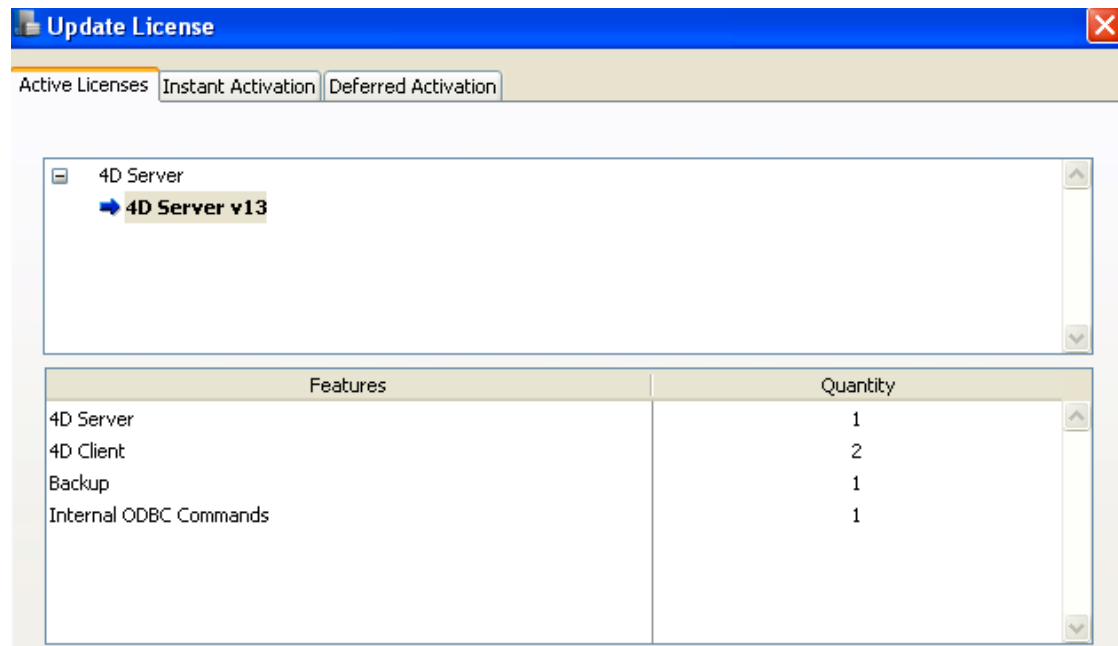 Update License
Active Licenses Instant Activation Deferred Activation
4D Server
4D Server v13
Features Quantity
4D Server 1
4D Client 2
Backup 1
Internal ODBC Commands 1